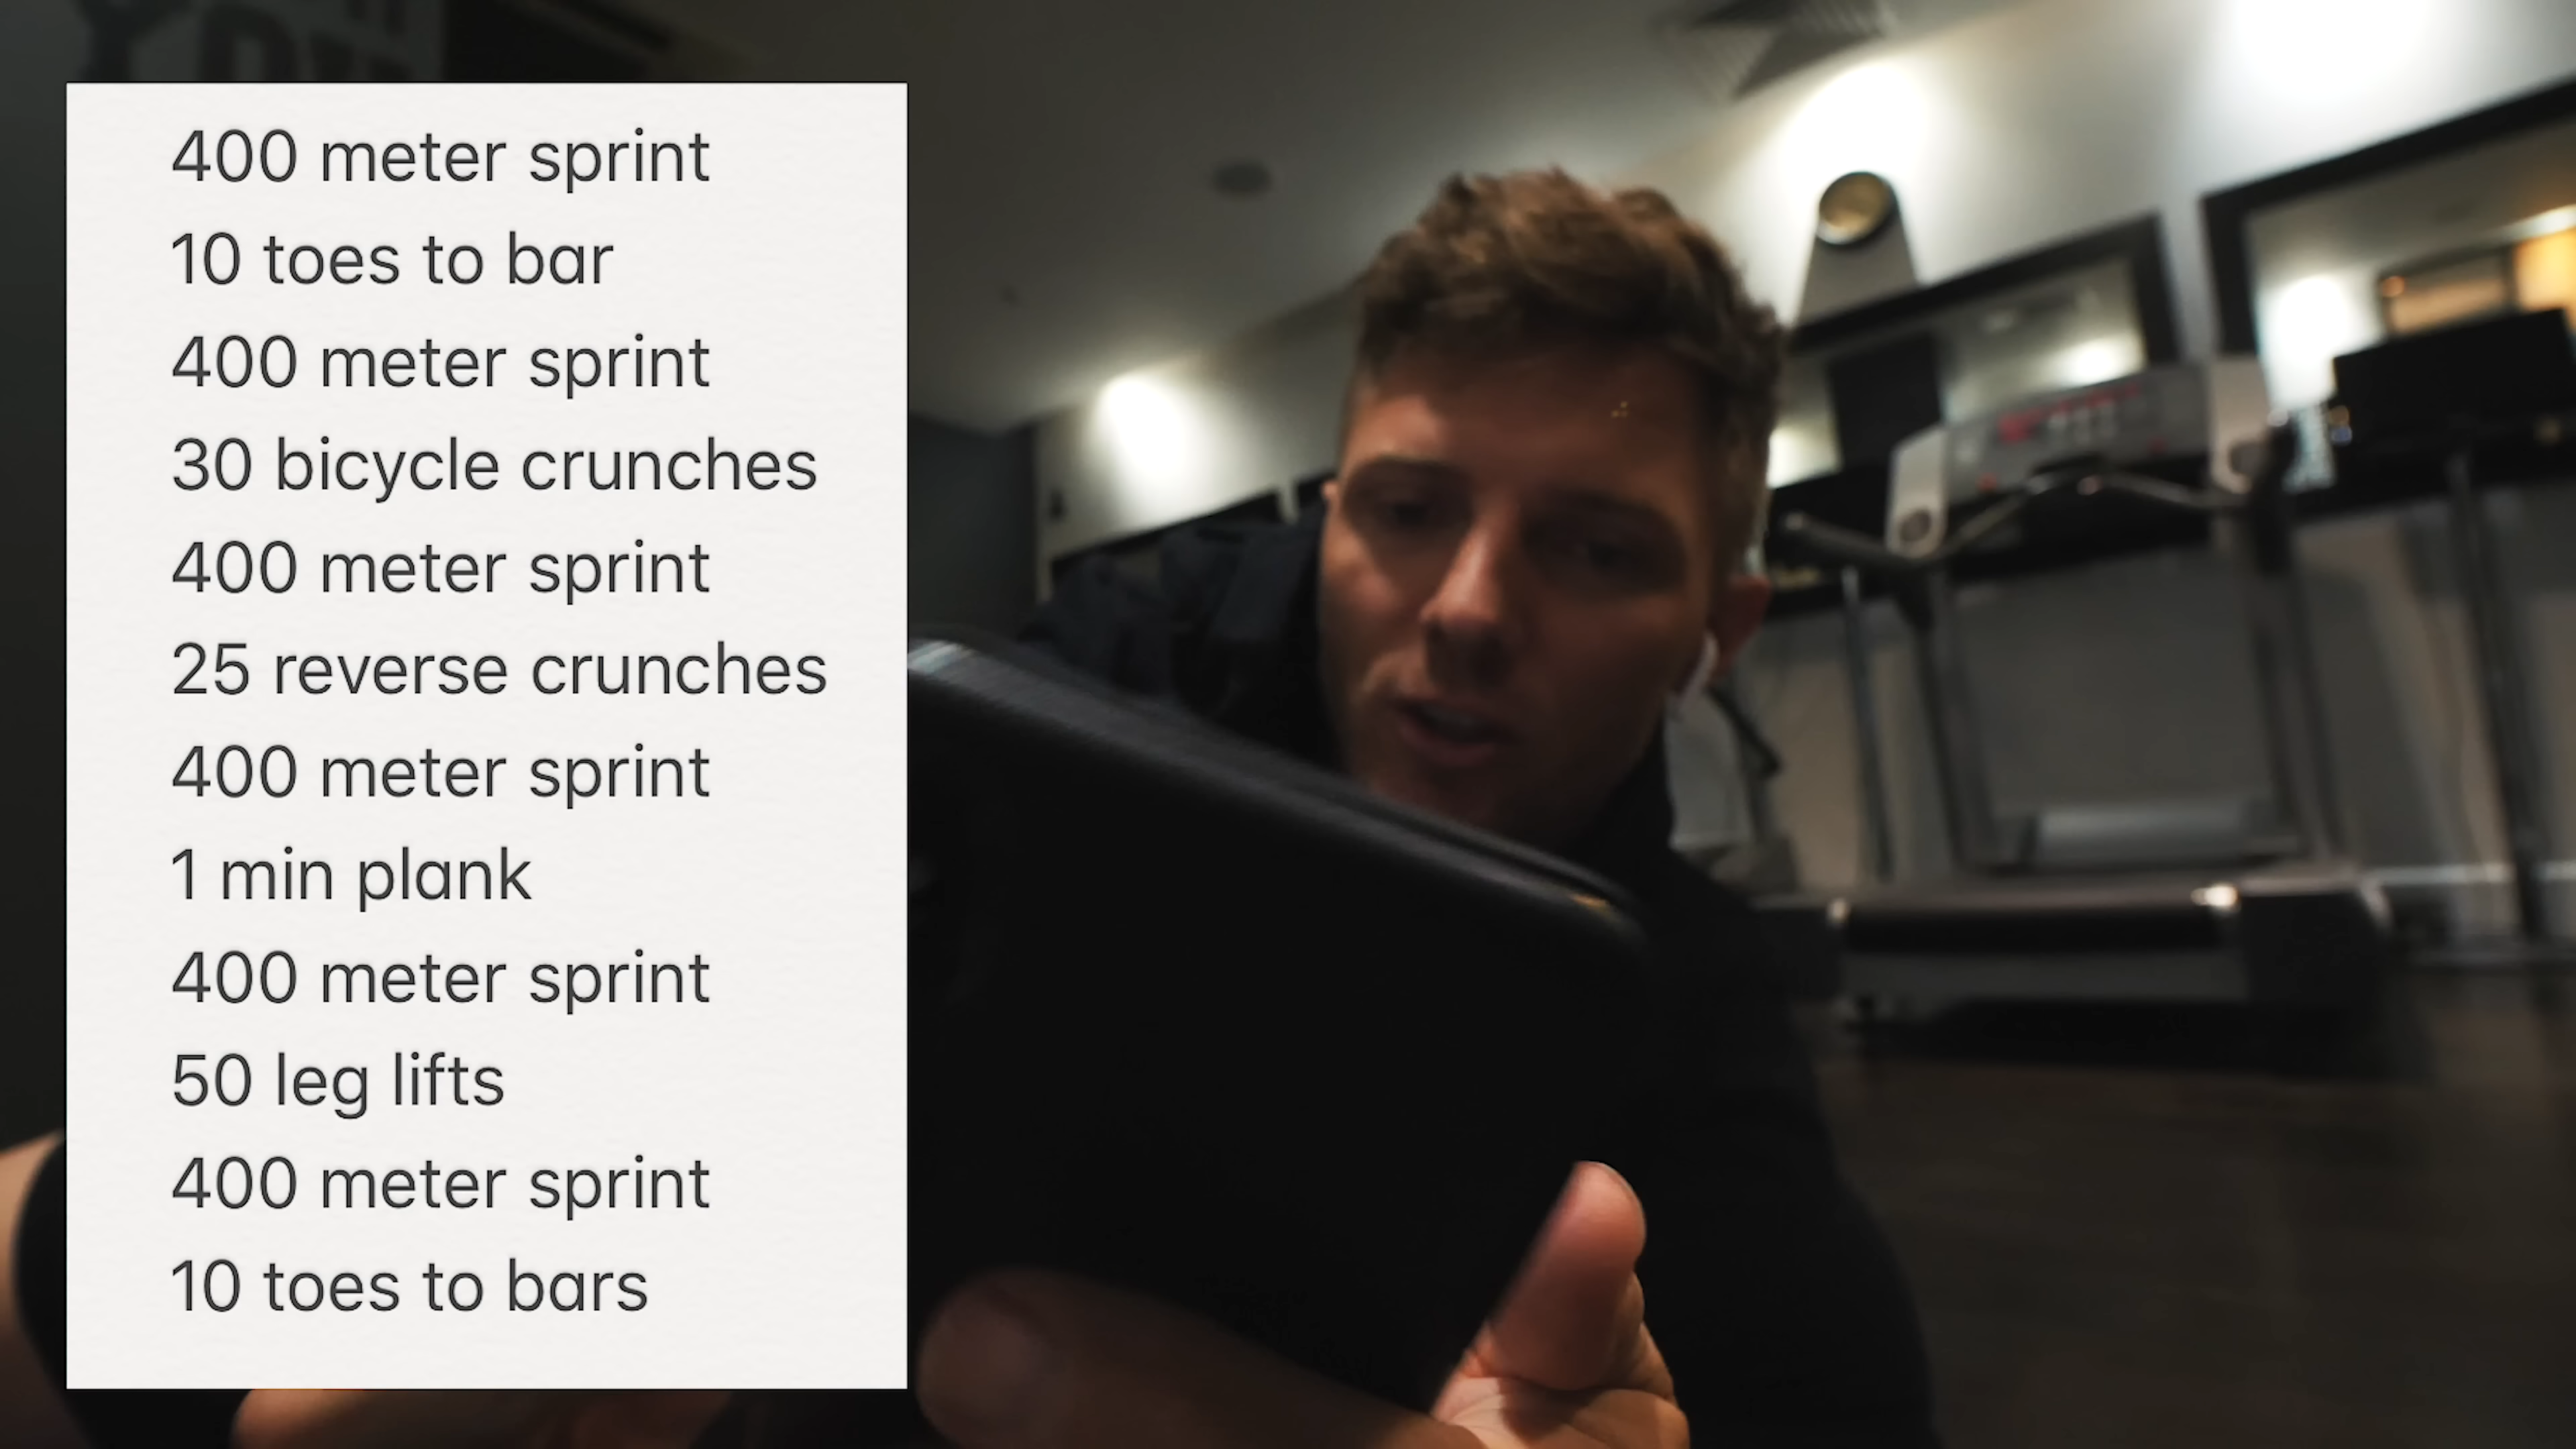 400 meter sprint
10 toes to bar
400 meter sprint
30 bicycle crunches
400 meter sprint
25 reverse crunches
400 meter sprint
1 min plank
400 meter sprint
50 leg lifts
400 meter sprint
10 toes to bars